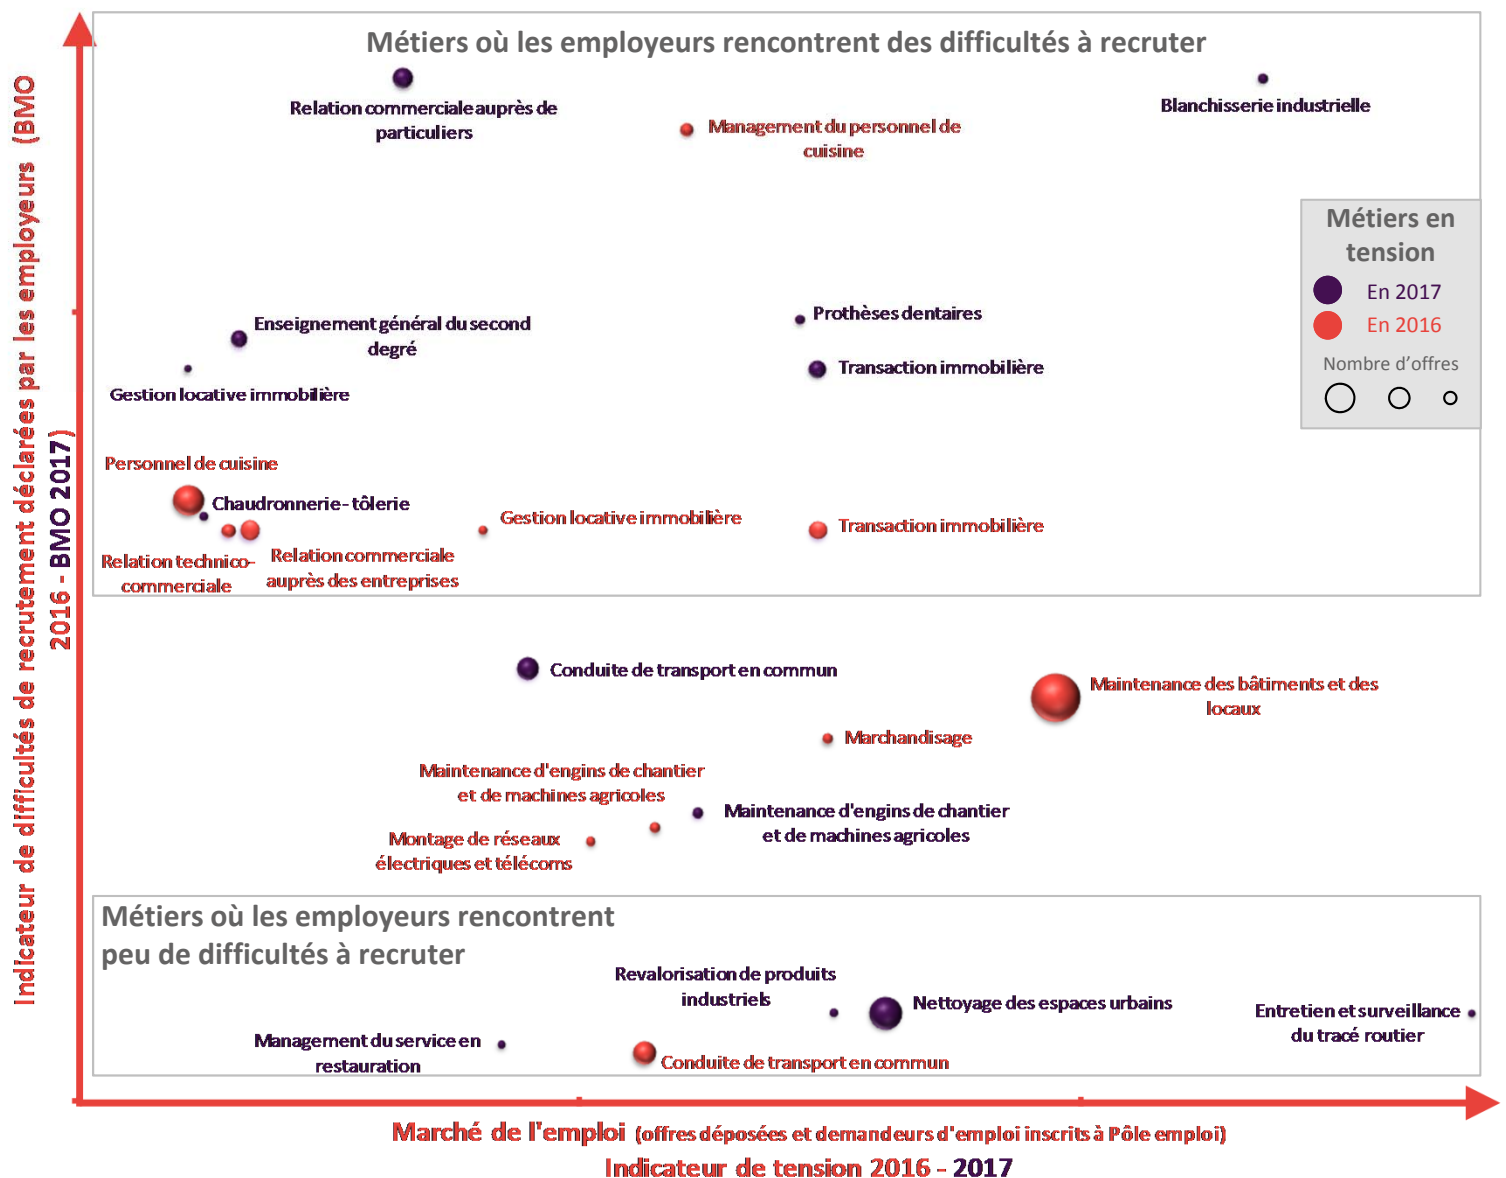 Métiers où les employeurs rencontrent des difficultés à recruter
Relation commerciale auprès de
particuliers
Management du personnel de
cuisine
Blanchisserie industrielle
Métiers en
tension
En 2017
En 2016
Nombre d'offres
Enseignement général du second
degré
Gestion locative immobilière
Prothèses dentaires
Transaction immobilière
Personnel de cuisine
Chaudronnerie - tôlerie
Relation technico-
commerciale
Relation commerciale
auprès des entreprises
Gestion locative immobilière
Transaction immobilière
Conduite de transport en commun
Maintenance des bâtiments et des
locaux
Marchandisage
Maintenance d'engins de chantier
et de machines agricoles
Maintenance d'engins de chantier
et de machines agricoles
Montage de réseaux
électriques et télécoms
Métiers où les employeurs rencontrent
peu de difficultés à recruter
Revalorisation de produits
industriels
Nettoyage des espaces urbains
Entretien et surveillance
du tracé routier
Management du service en
restauration
Conduite de transport en commun
Indicateur de difficultés de recrutement déclarées par les employeurs (BMO
2016 - BMO 2017)
Marché de l'emploi (offres déposées et demandeurs d'emploi inscrits à Pôle emploi)
Indicateur de tension 2016 - 2017